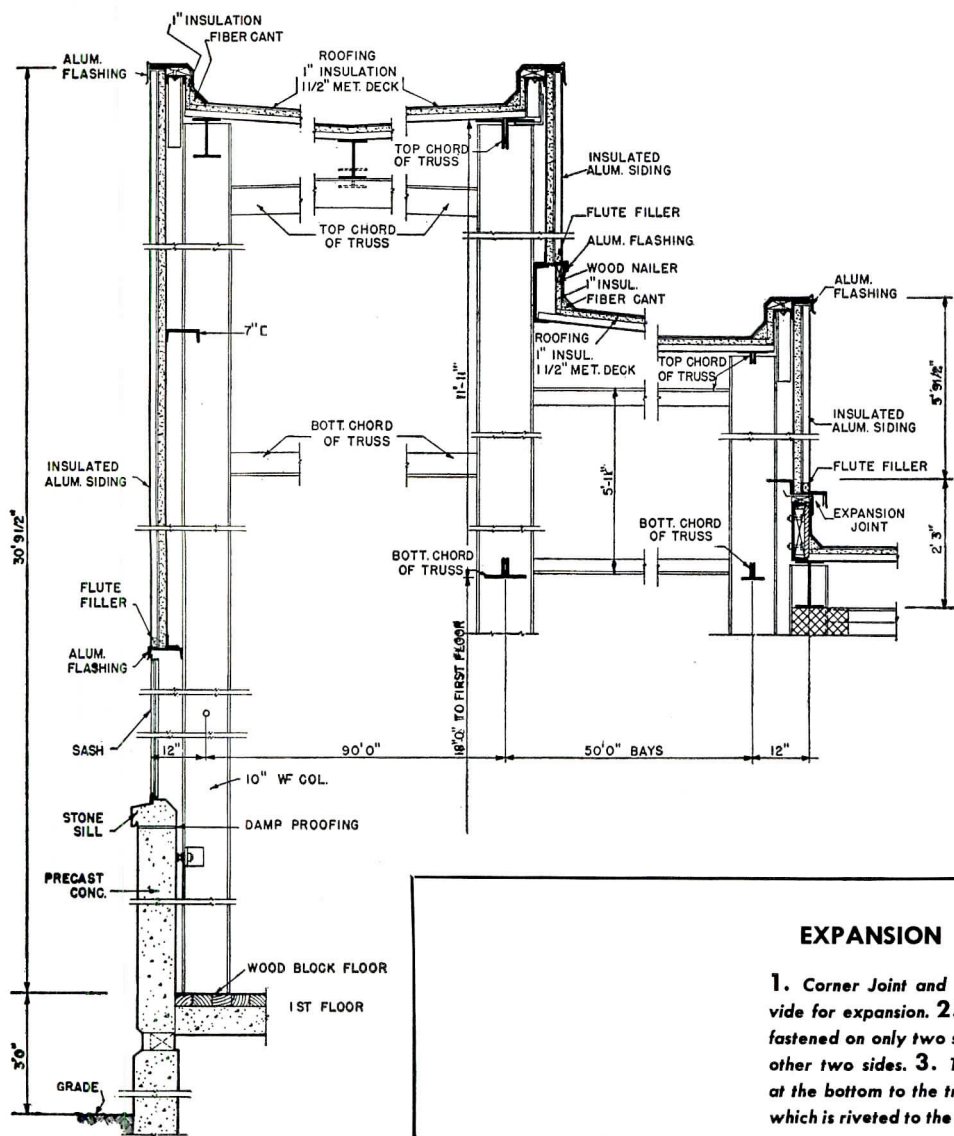 1" INSULATION
FIBER CANT
ALUM.
FLASHING
ROOFING
1" INSULATION
1 1/2" MET. DECK
TOP CHORD
OF TRUSS
INSULATED
ALUM. SIDING
FLUTE FILLER
ALUM. FLASHING
WOOD NAILER
1" INSUL.
FIBER CANT
TOP CHORD
OF TRUSS
ALUM.
FLASHING
7" C
ROOFING
1" INSUL.
1 1/2" MET. DECK
TOP CHORD
OF TRUSS
11'-11"
5' 9 1/2"
BOTT. CHORD
OF TRUSS
INSULATED
ALUM. SIDING
INSULATED
ALUM. SIDING
FLUTE FILLER
5'-11"
EXPANSION
JOINT
30' 9 1/2"
BOTT. CHORD
OF TRUSS
BOTT. CHORD
OF TRUSS
2' 3"
FLUTE
FILLER
ALUM.
FLASHING
18' 0" TO FIRST FLOOR
SASH
12"
90'0"
50'0" BAYS
12"
10" WF COL.
STONE
SILL
DAMP PROOFING
PRECAST
CONC.
WOOD BLOCK FLOOR
1ST FLOOR
3'0"
GRADE
EXPANSION
1. Corner Joint and
vide for expansion. 2.
fastened on only two s
other two sides. 3. T
at the bottom to the tr
which is riveted to the